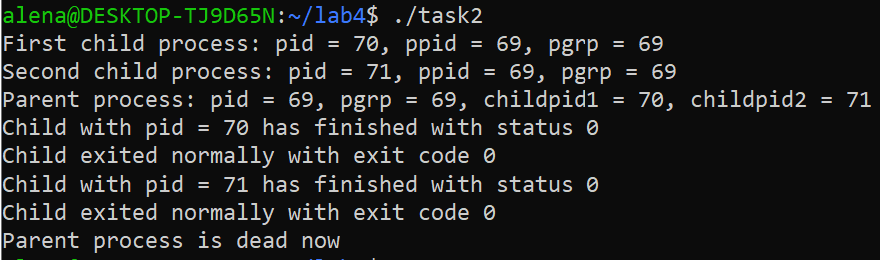 alena@DESKTOP-TJ9D65N:~/lab4$ ./task2
First child process: pid = 70, ppid = 69, pgrp = 69
Second child process: pid = 71, ppid = 69, pgrp = 69
Parent process: pid = 69, pgrp = 69, childpid1 = 70, childpid2 = 71
Child with pid = 70 has finished with status 0
Child exited normally with exit code 0
Child with pid = 71 has finished with status 0
Child exited normally with exit code 0
Parent process is dead now